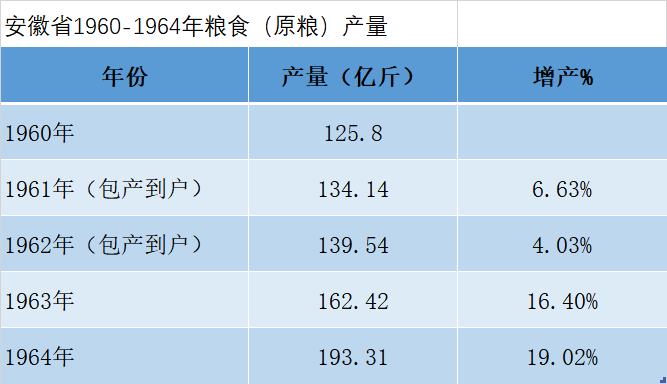 安徽省1960-1964年粮食（原粮）产量
年份 产量（亿斤） 增产%
1960年 125.8
1961年（包产到户） 134.14 6.63%
1962年（包产到户） 139.54 4.03%
1963年 162.42 16.40%
1964年 193.31 19.02%